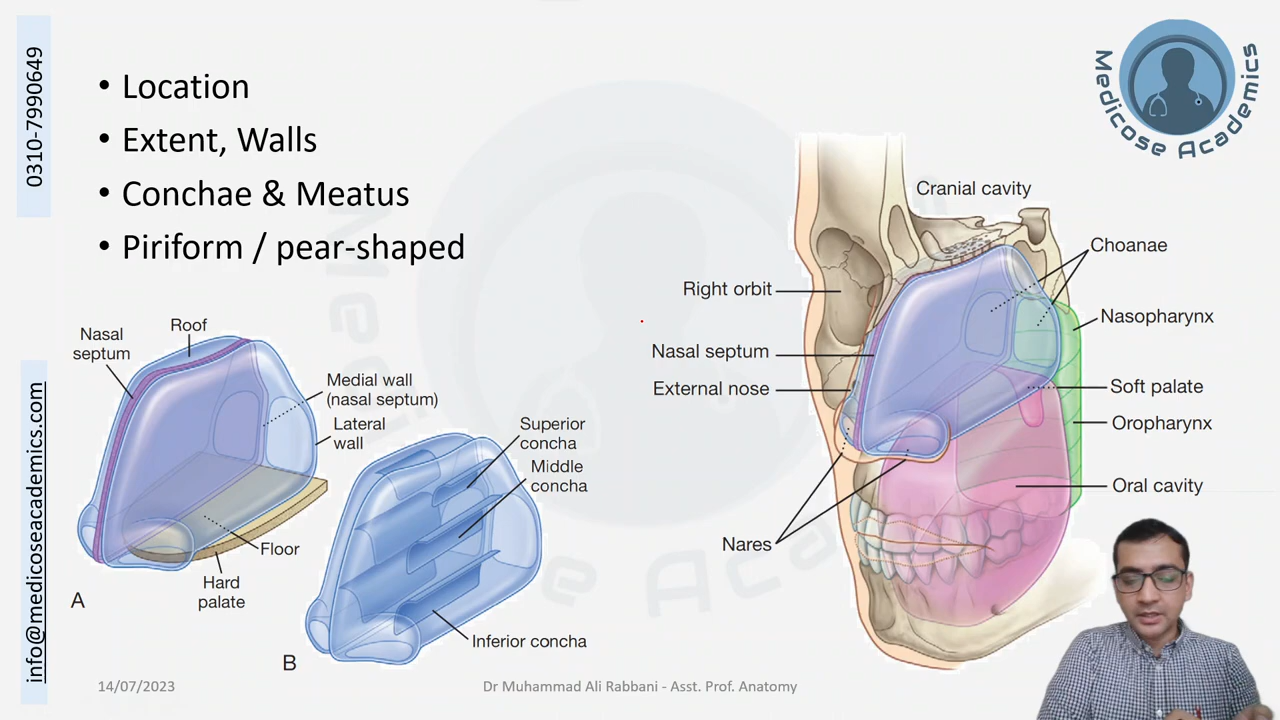 0310-7990649
info@medicoseacademics.com
• Location
• Extent, Walls
• Conchae & Meatus
• Piriform / pear-shaped
Medicose Academics
Nasal
septum
Roof
Medial wall
(nasal septum)
Lateral
wall
Floor
Hard
palate
A
Superior
concha
Middle
concha
Inferior concha
B
Cranial cavity
Choanae
Right orbit
Nasopharynx
Nasal septum
External nose
Soft palate
Oropharynx
Oral cavity
Nares
14/07/2023
Dr Muhammad Ali Rabbani - Asst. Prof. Anatomy